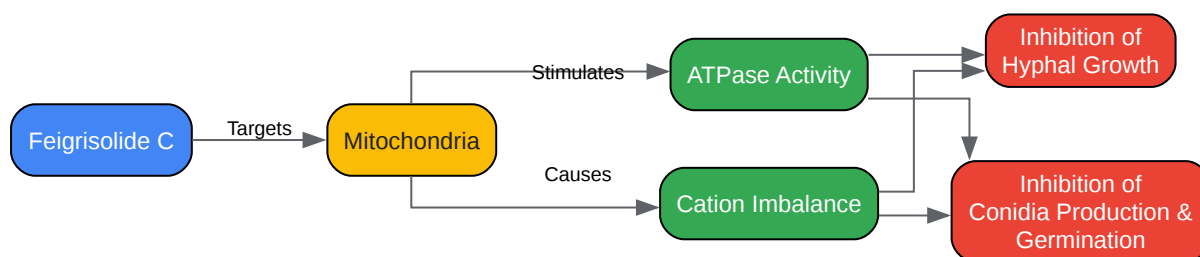 Feigrisolide C
Targets
Mitochondria
Stimulates
ATPase Activity
Causes
Cation Imbalance
Inhibition of
Hyphal Growth
Inhibition of
Conidia Production &
Germination